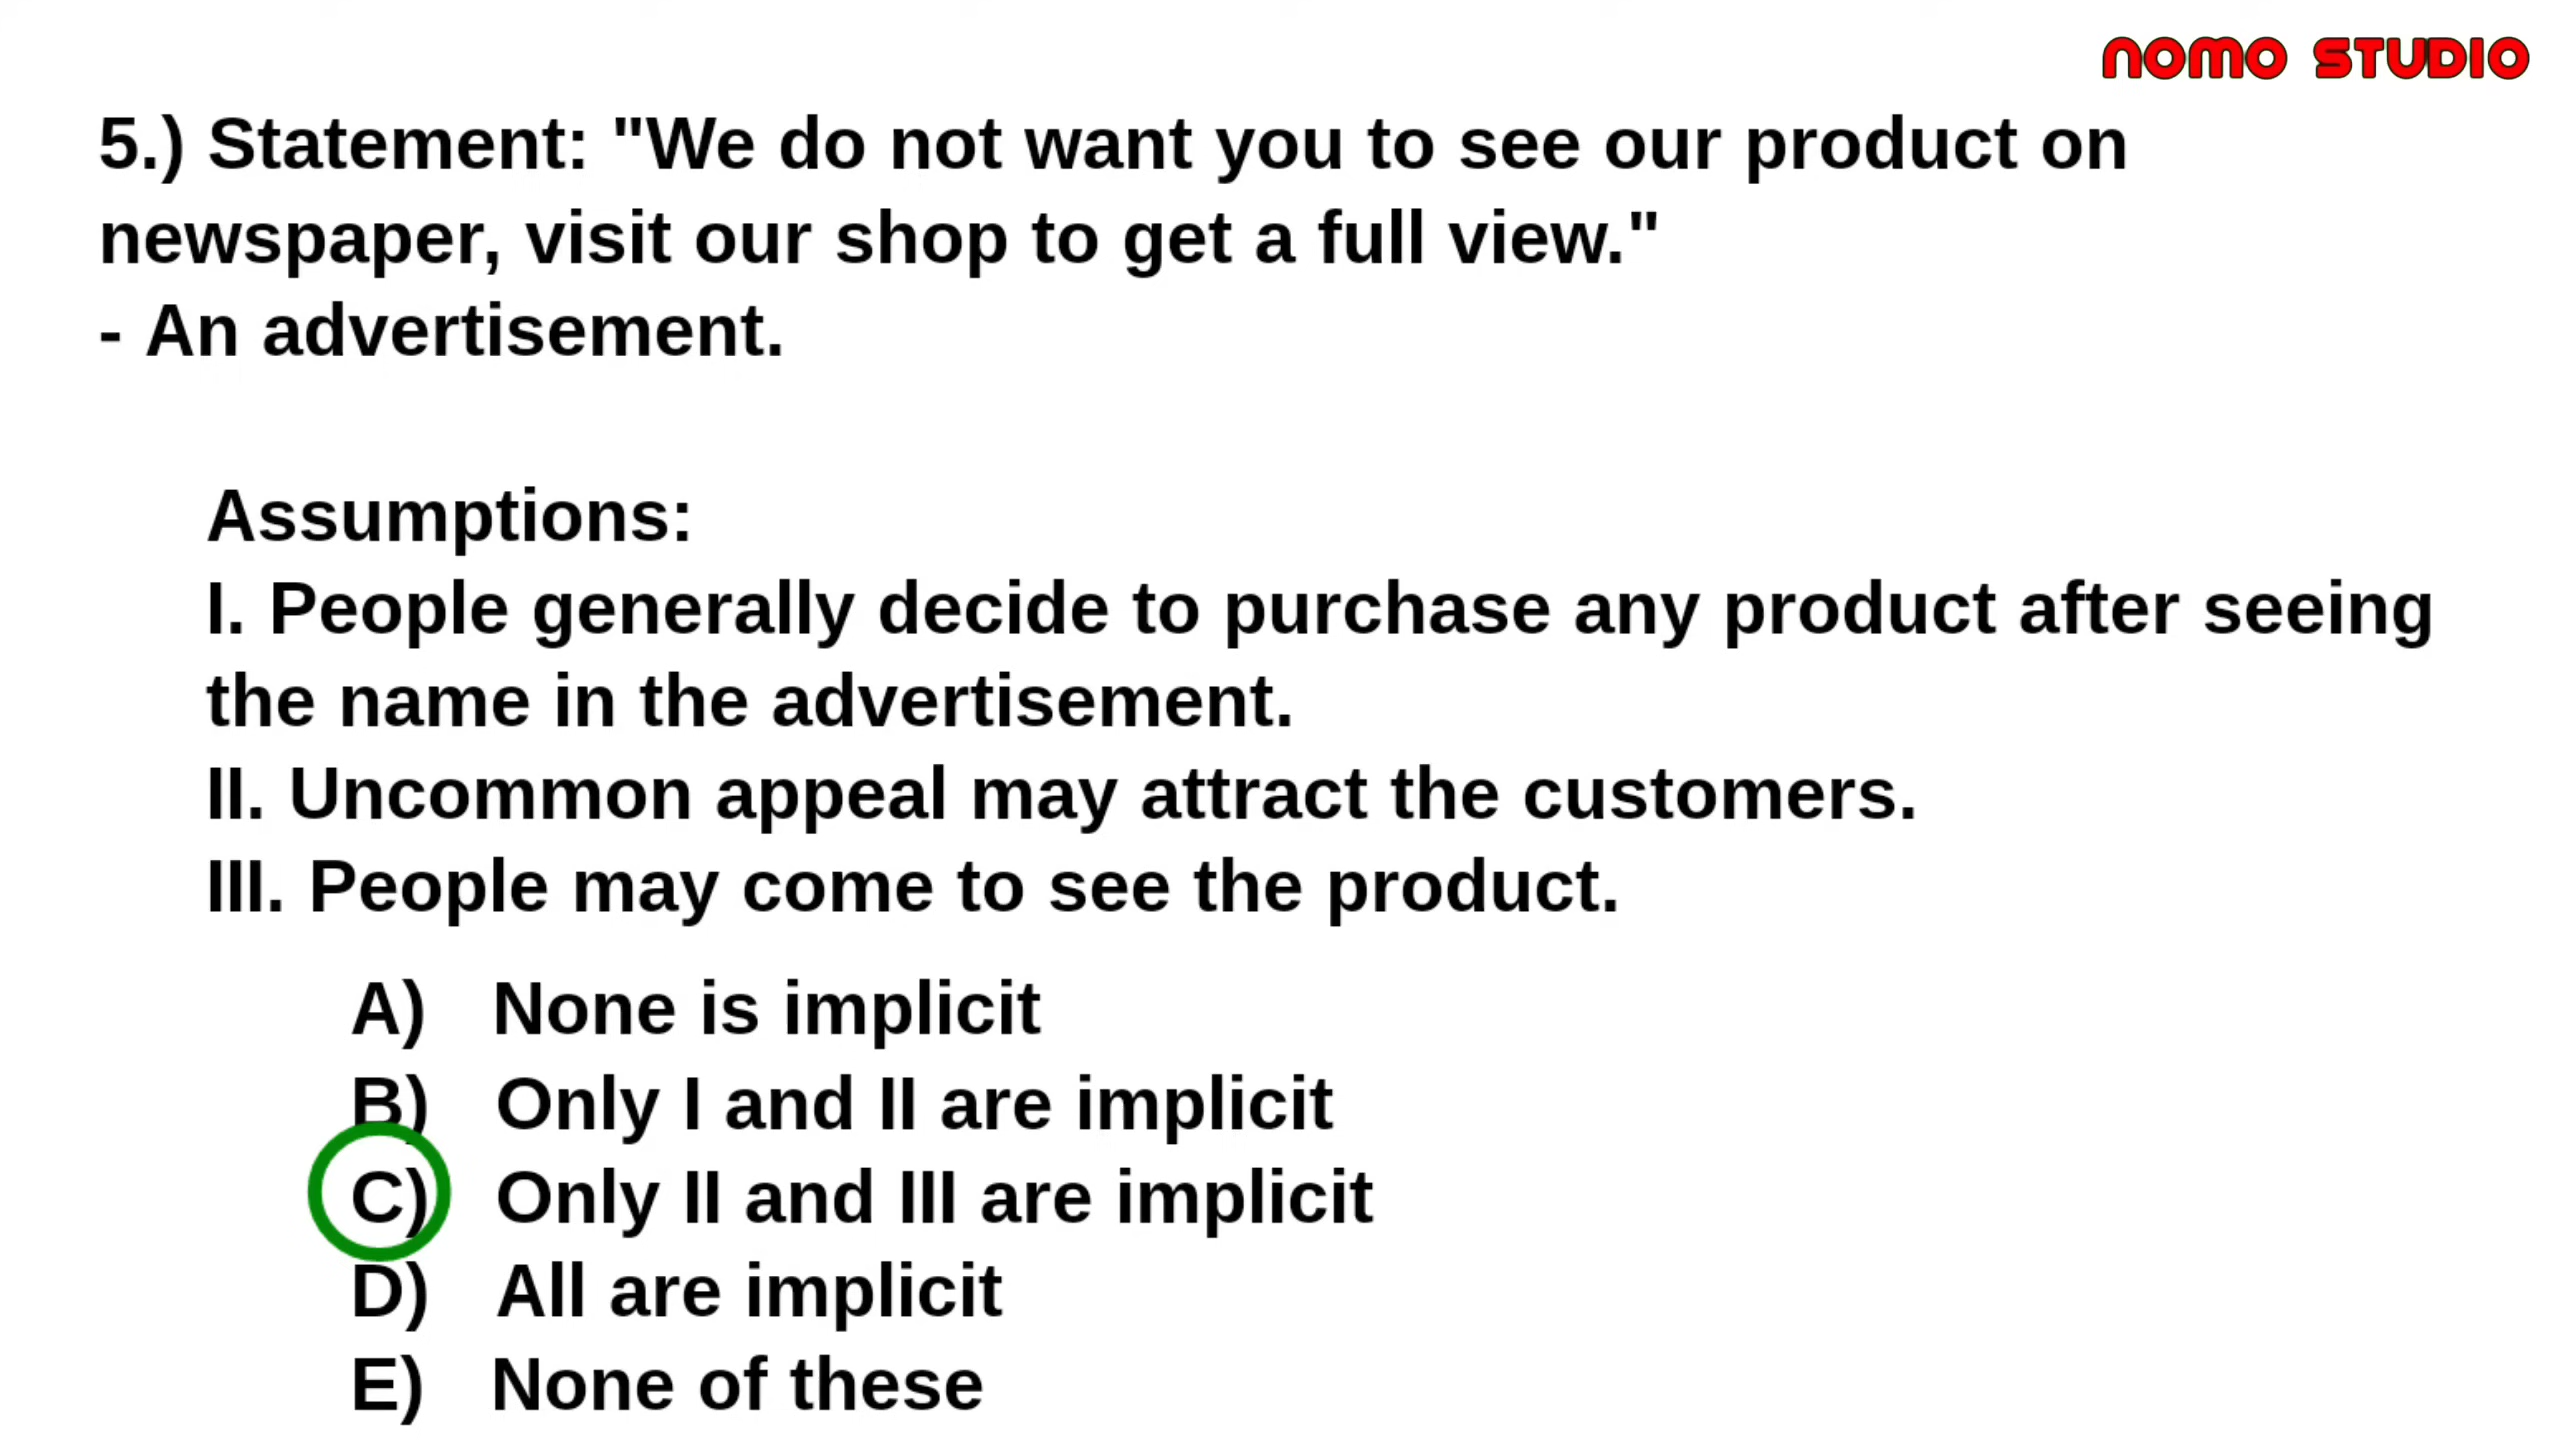 NOMO STUDIO
5.) Statement: "We do not want you to see our product on
newspaper, visit our shop to get a full view."
- An advertisement.
Assumptions:
I. People generally decide to purchase any product after seeing
the name in the advertisement.
II. Uncommon appeal may attract the customers.
III. People may come to see the product.
A) None is implicit
B) Only I and II are implicit
C) Only II and III are implicit
D) All are implicit
E) None of these